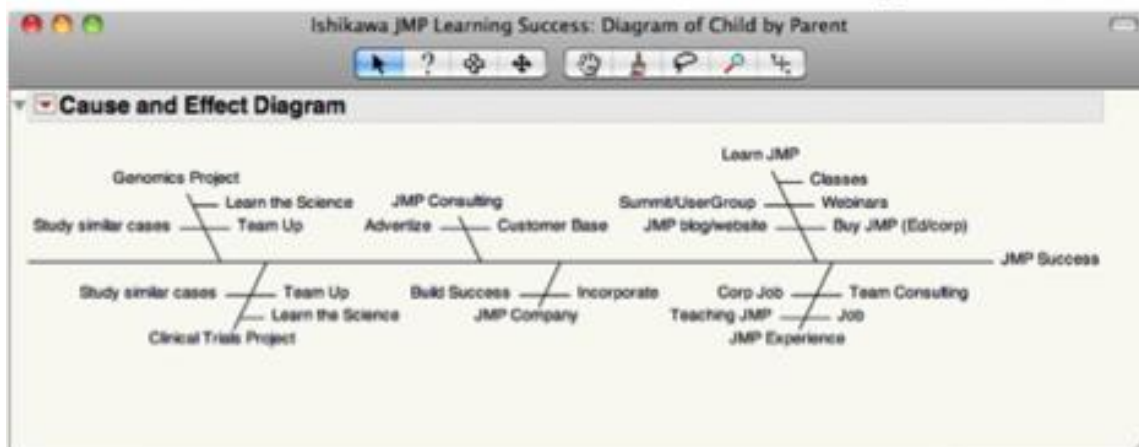 Ishikawa JMP Learning Success: Diagram of Child by Parent
?
Cause and Effect Diagram
Learn JMP
Genomics Project
Classes
Learn the Science
JMP Consulting
Summit/UserGroup
Webinars
Study similar cases
Team Up
Advertize
Customer Base
JMP blog/website
Buy JMP (Ed/corp)
JMP Success
Study similar cases
Team Up
Build Success
Incorporate
Corp Job
Team Consulting
Learn the Science
JMP Company
Teaching JMP
Job
Clinical Trials Project
JMP Experience